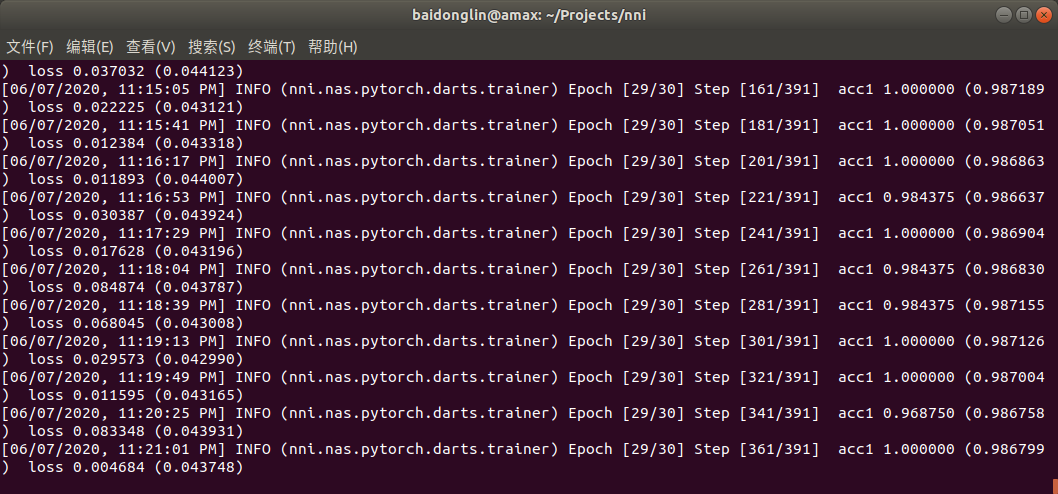 baidonglin@amax: ~/Projects/nni
文件(F) 编辑(E) 查看(V) 搜索(S) 终端(T) 帮助(H)
)  loss 0.037032 (0.044123)
[06/07/2020, 11:15:05 PM] INFO (nni.nas.pytorch.darts.trainer) Epoch [29/30] Step [161/391]  acc1 1.000000 (0.987189
)  loss 0.022225 (0.043121)
[06/07/2020, 11:15:41 PM] INFO (nni.nas.pytorch.darts.trainer) Epoch [29/30] Step [181/391]  acc1 1.000000 (0.987051
)  loss 0.012384 (0.043318)
[06/07/2020, 11:16:17 PM] INFO (nni.nas.pytorch.darts.trainer) Epoch [29/30] Step [201/391]  acc1 1.000000 (0.986863
)  loss 0.011893 (0.044007)
[06/07/2020, 11:16:53 PM] INFO (nni.nas.pytorch.darts.trainer) Epoch [29/30] Step [221/391]  acc1 0.984375 (0.986637
)  loss 0.030387 (0.043924)
[06/07/2020, 11:17:29 PM] INFO (nni.nas.pytorch.darts.trainer) Epoch [29/30] Step [241/391]  acc1 1.000000 (0.986904
)  loss 0.017628 (0.043196)
[06/07/2020, 11:18:04 PM] INFO (nni.nas.pytorch.darts.trainer) Epoch [29/30] Step [261/391]  acc1 0.984375 (0.986830
)  loss 0.084874 (0.043787)
[06/07/2020, 11:18:39 PM] INFO (nni.nas.pytorch.darts.trainer) Epoch [29/30] Step [281/391]  acc1 0.984375 (0.987155
)  loss 0.068045 (0.043008)
[06/07/2020, 11:19:13 PM] INFO (nni.nas.pytorch.darts.trainer) Epoch [29/30] Step [301/391]  acc1 1.000000 (0.987126
)  loss 0.029573 (0.042990)
[06/07/2020, 11:19:49 PM] INFO (nni.nas.pytorch.darts.trainer) Epoch [29/30] Step [321/391]  acc1 1.000000 (0.987004
)  loss 0.011595 (0.043165)
[06/07/2020, 11:20:25 PM] INFO (nni.nas.pytorch.darts.trainer) Epoch [29/30] Step [341/391]  acc1 0.968750 (0.986758
)  loss 0.083348 (0.043931)
[06/07/2020, 11:21:01 PM] INFO (nni.nas.pytorch.darts.trainer) Epoch [29/30] Step [361/391]  acc1 1.000000 (0.986799
)  loss 0.004684 (0.043748)